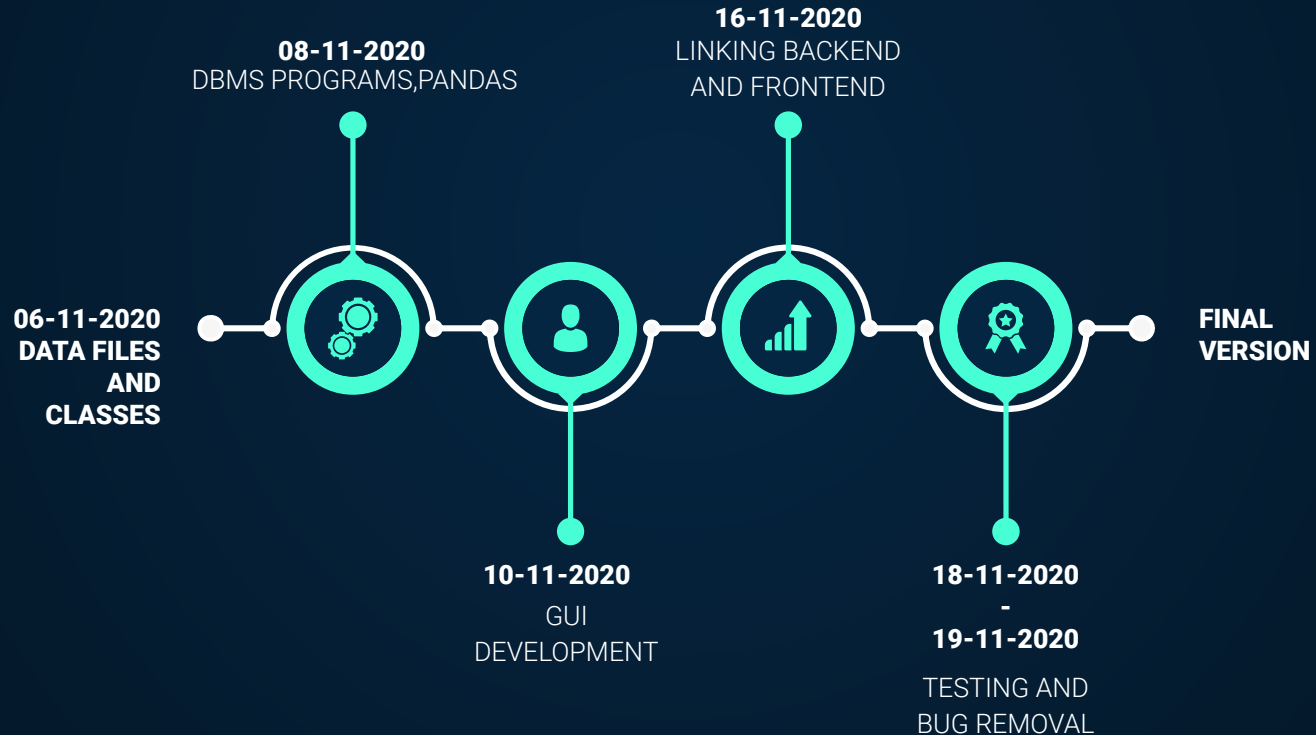 06-11-2020
DATA FILES
AND
CLASSES
08-11-2020
DBMS PROGRAMS,PANDAS
10-11-2020
GUI
DEVELOPMENT
16-11-2020
LINKING BACKEND
AND FRONTEND
18-11-2020
-
19-11-2020
TESTING AND
BUG REMOVAL
FINAL
VERSION